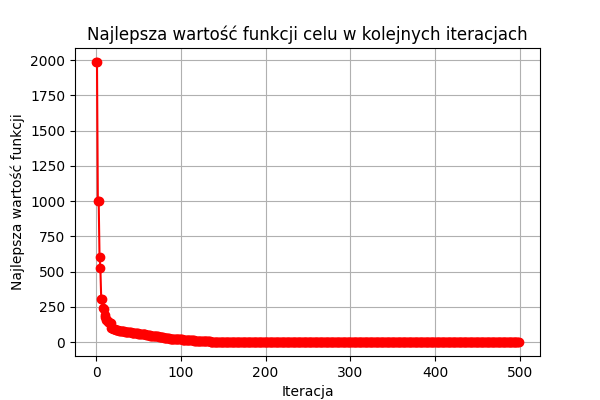 Najlepsza wartość funkcji celu w kolejnych iteracjach
2000
1750
1500
1250
1000
750
500
250
0
Najlepsza wartość funkcji
0 100 200 300 400 500
Iteracja